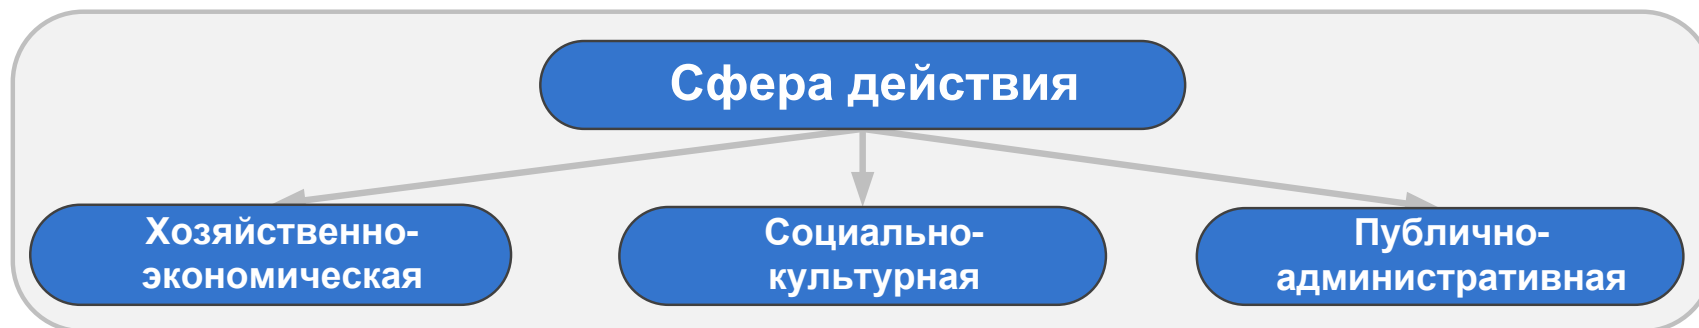 Сфера действия
Хозяйственно-
экономическая
Социально-
культурная
Публично-
административная